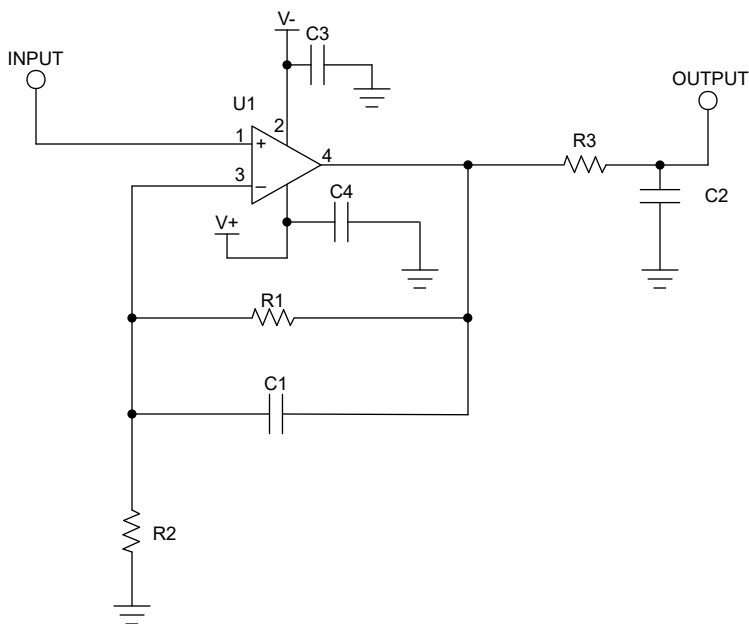 V-
C3
INPUT
OUTPUT
U1
2
1
+
R3
4
3
–
C4
C2
V+
R1
C1
R2